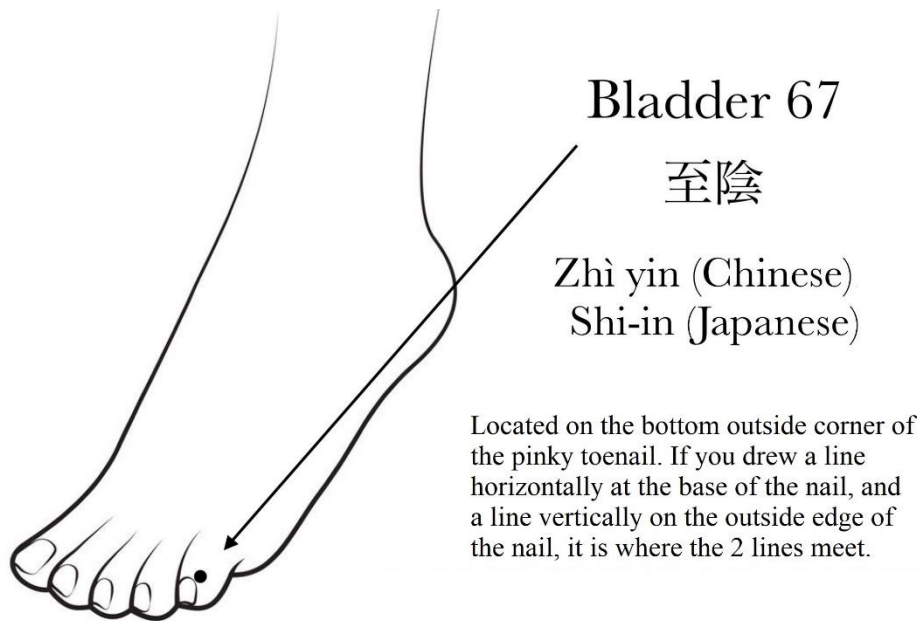 Bladder 67
至陰
Zhì yin (Chinese)
Shi-in (Japanese)
Located on the bottom outside corner of
the pinky toenail. If you drew a line
horizontally at the base of the nail, and
a line vertically on the outside edge of
the nail, it is where the 2 lines meet.